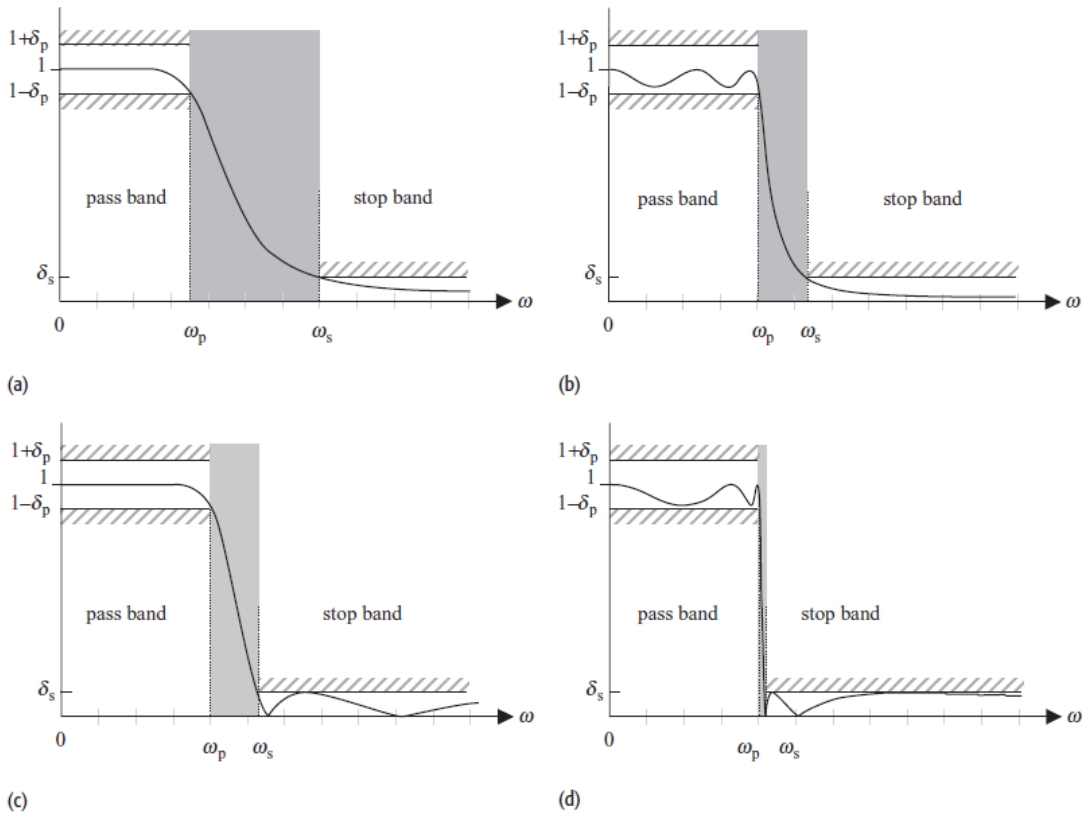 1+δp
1
1−δp
pass band
stop band
δs
0
ωp
ωs
ω
(a)
1+δp
1
1−δp
pass band
stop band
δs
0
ωp
ωs
ω
(b)
1+δp
1
1−δp
pass band
stop band
δs
0
ωp
ωs
ω
(c)
1+δp
1
1−δp
pass band
stop band
δs
0
ωp
ωs
ω
(d)